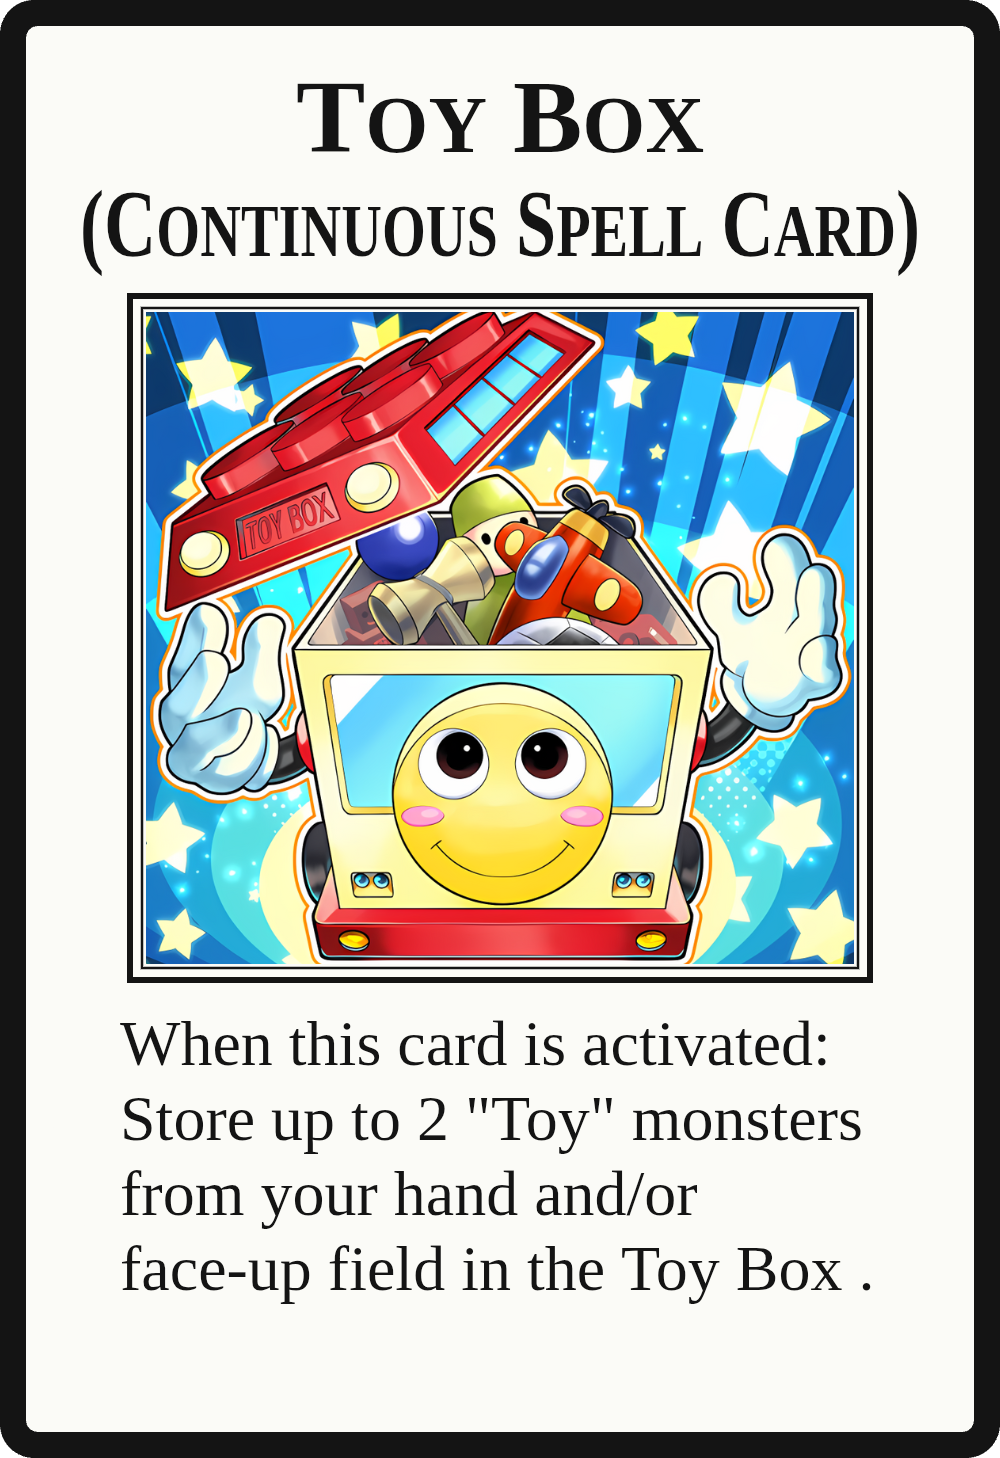 Toy Box
(Continuous Spell Card)
TOY BOX
When this card is activated:
Store up to 2 "Toy" monsters
from your hand and/or
face-up field in the Toy Box .